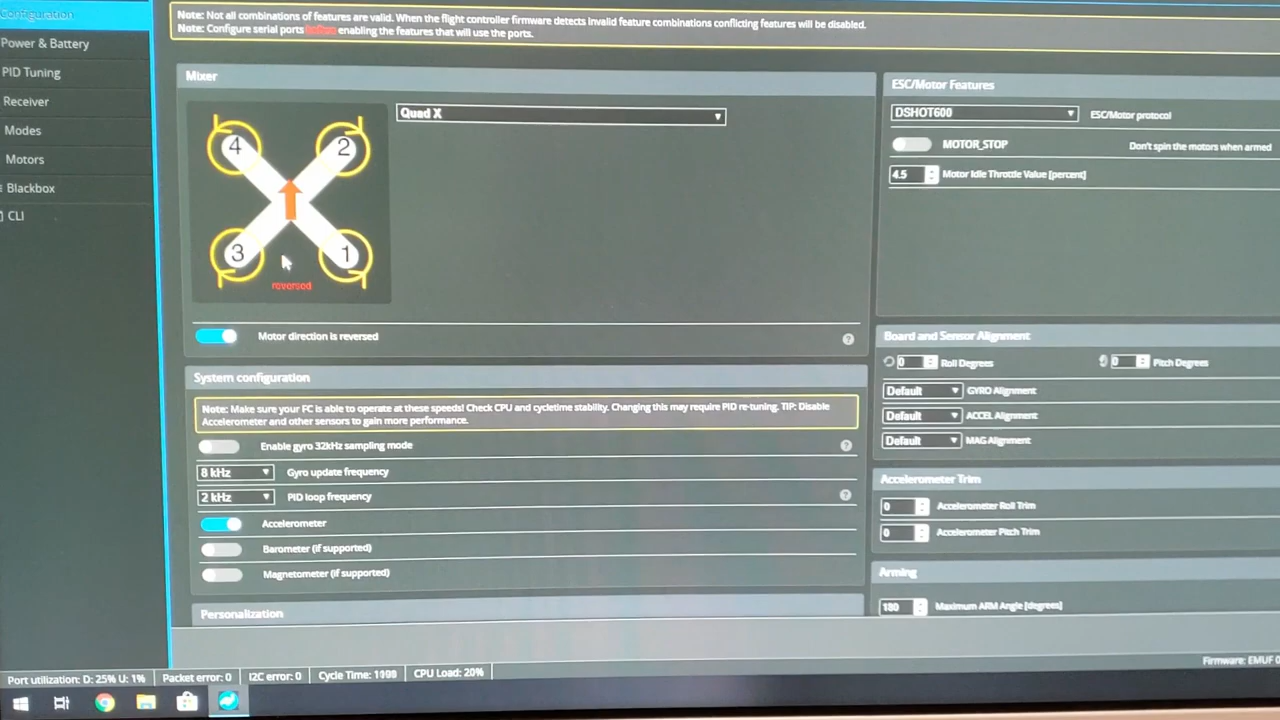 Configuration
Power & Battery
PID Tuning
Receiver
Modes
Motors
Blackbox
CLI
Note: Not all combinations of features are valid. When the flight controller firmware detects invalid feature combinations conflicting features will be disabled.
Note: Configure serial ports before enabling the features that will use the ports.
Mixer
Quad X
4
2
3
1
reversed
Motor direction is reversed
ESC/Motor Features
DSHOT600 ESC/Motor protocol
MOTOR_STOP Don't spin the motors when armed
4.5 Motor Idle Throttle Value [percent]
System configuration
Note: Make sure your FC is able to operate at these speeds! Check CPU and cycletime stability. Changing this may require PID re-tuning. TIP: Disable
Accelerometer and other sensors to gain more performance.
Enable gyro 32kHz sampling mode
8 kHz Gyro update frequency
2 kHz PID loop frequency
Accelerometer
Barometer (if supported)
Magnetometer (if supported)
Personalization
Board and Sensor Alignment
0 Roll Degrees 0 Pitch Degrees
Default GYRO Alignment
Default ACCEL Alignment
Default MAG Alignment
Accelerometer Trim
0 Accelerometer Roll Trim
0 Accelerometer Pitch Trim
Arming
180 Maximum ARM Angle [degrees]
Firmware: EMUF 0
Port utilization: D: 25% U: 1% Packet error: 0 I2C error: 0 Cycle Time: CPU Load: 20%